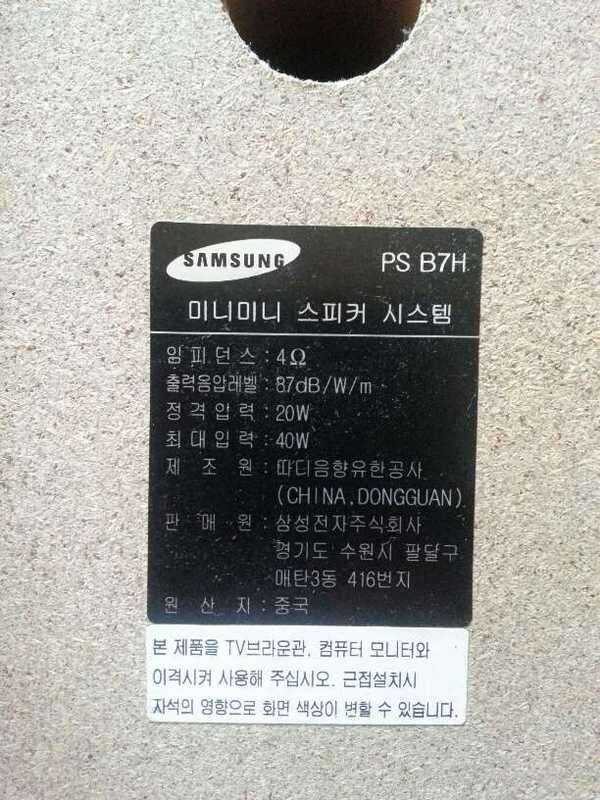 SAMSUNG PS B7H
미니미니 스피커 시스템
임피던스 : 4Ω
출력음압레벨 : 87dB/W/m
정격압력 : 20W
최대입력 : 40W
제조원 : 따디음향유한공사
(CHINA, DONGGUAN)
판매원 : 삼성전자주식회사
경기도 수원시 팔달구
매탄3동 416번지
원산지 : 중국
본 제품을 TV브라운관, 컴퓨터 모니터와
이격시켜 사용해 주십시오. 근접설치시
자석의 영향으로 화면 색상이 변할 수 있습니다.